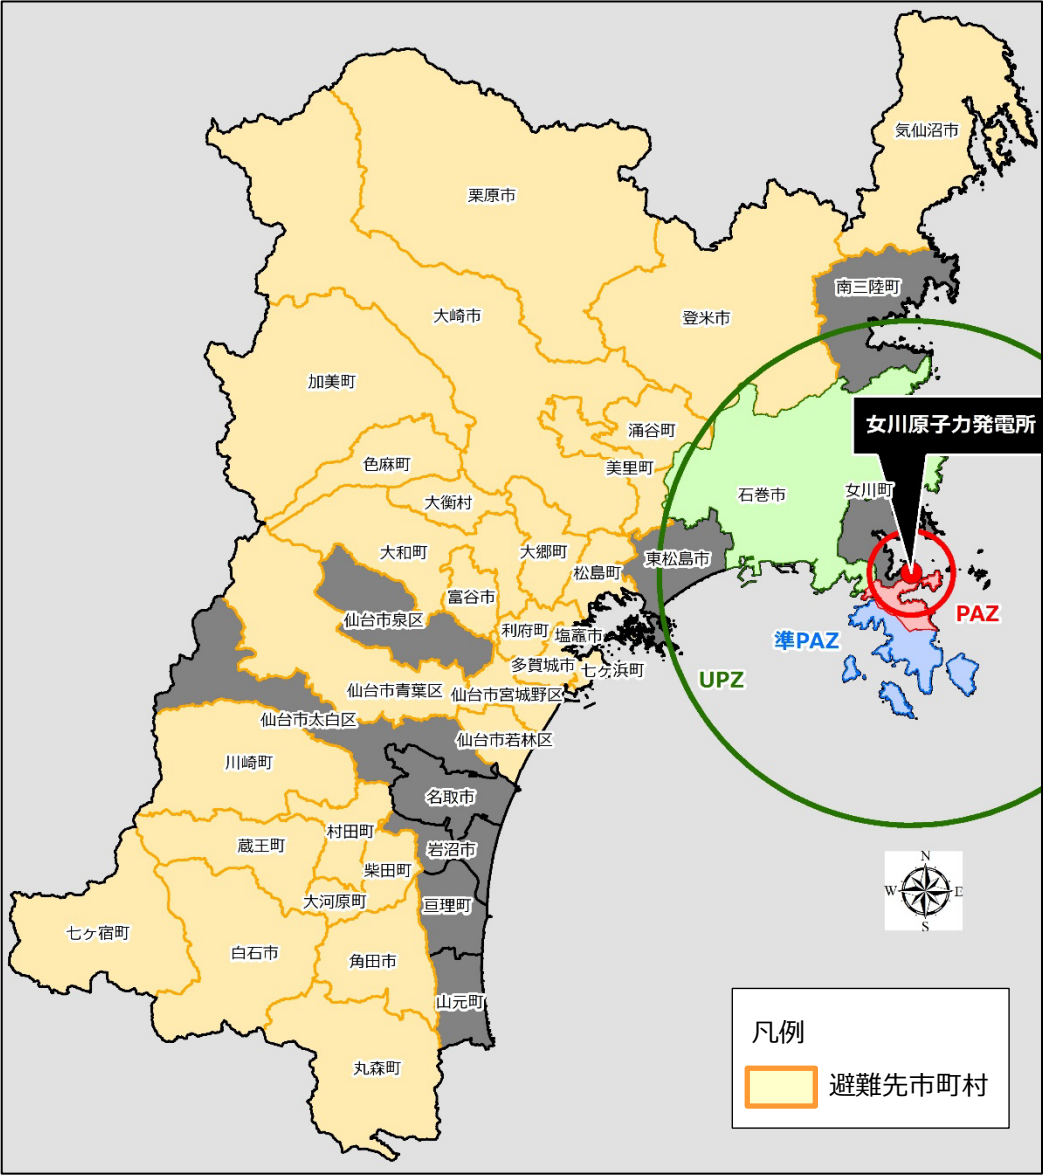 気仙沼市
栗原市
南三陸町
大崎市
登米市
加美町
女川原子力発電所
涌谷町
色麻町
美里町
石巻市
女川町
大衡村
大和町
大郷町
東松島市
松島町
富谷市
仙台市泉区
利府町
塩竈市
PAZ
準PAZ
多賀城市
七ヶ浜町
UPZ
仙台市青葉区
仙台市宮城野区
仙台市太白区
仙台市若林区
川崎町
名取市
村田町
蔵王町
岩沼市
柴田町
N
W
E
S
大河原町
亘理町
七ヶ宿町
白石市
角田市
山元町
丸森町
凡例
避難先市町村